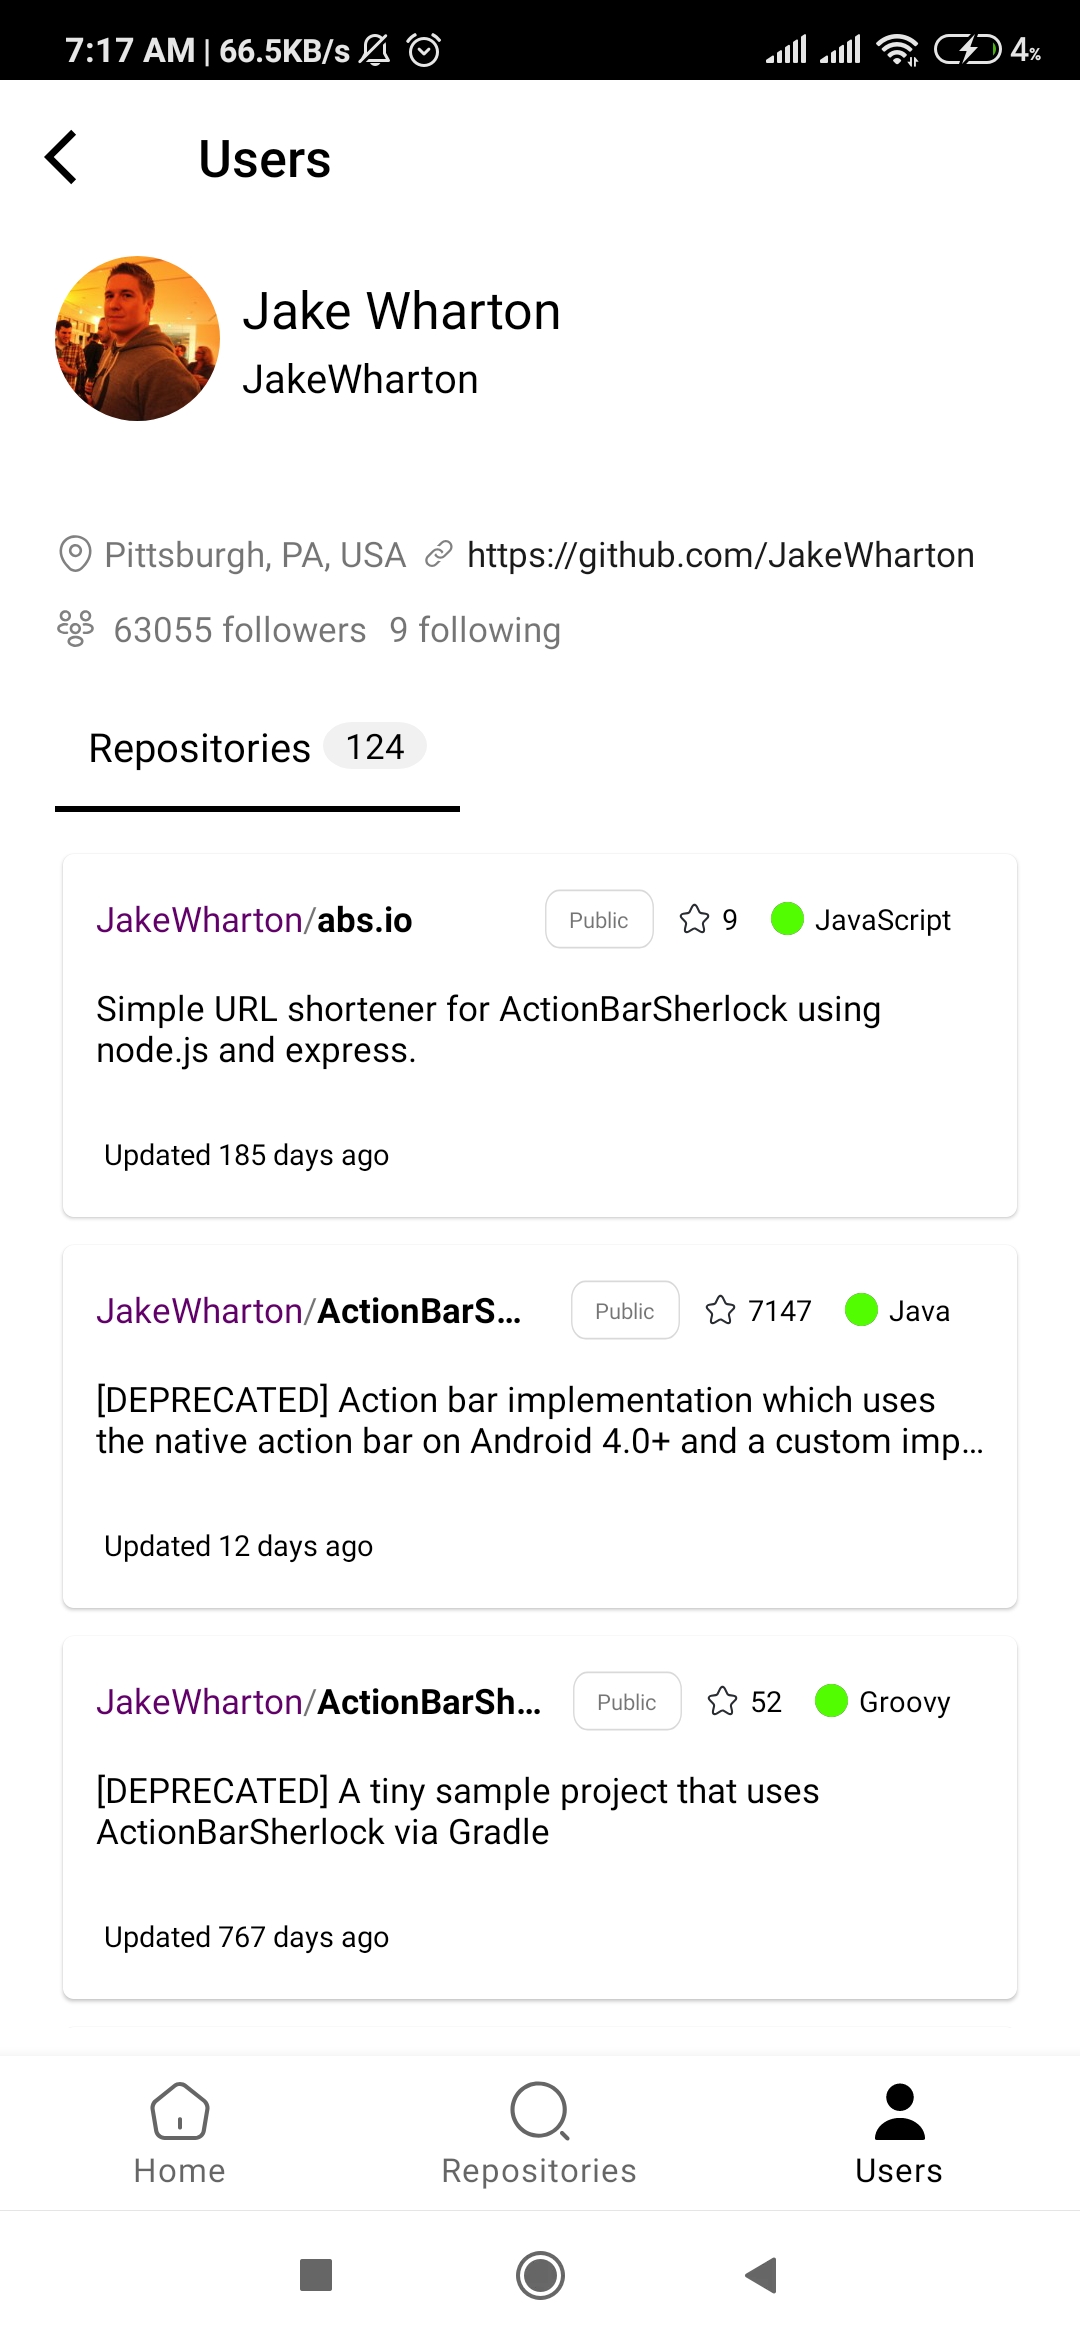 7:17 AM | 66.5KB/s 4%
Users
Jake Wharton
JakeWharton
Pittsburgh, PA, USA https://github.com/JakeWharton
63055 followers 9 following
Repositories 124
JakeWharton/abs.io Public 9 JavaScript
Simple URL shortener for ActionBarSherlock using
node.js and express.
Updated 185 days ago
JakeWharton/ActionBarS... Public 7147 Java
[DEPRECATED] Action bar implementation which uses
the native action bar on Android 4.0+ and a custom imp...
Updated 12 days ago
JakeWharton/ActionBarSh... Public 52 Groovy
[DEPRECATED] A tiny sample project that uses
ActionBarSherlock via Gradle
Updated 767 days ago
Home Repositories Users